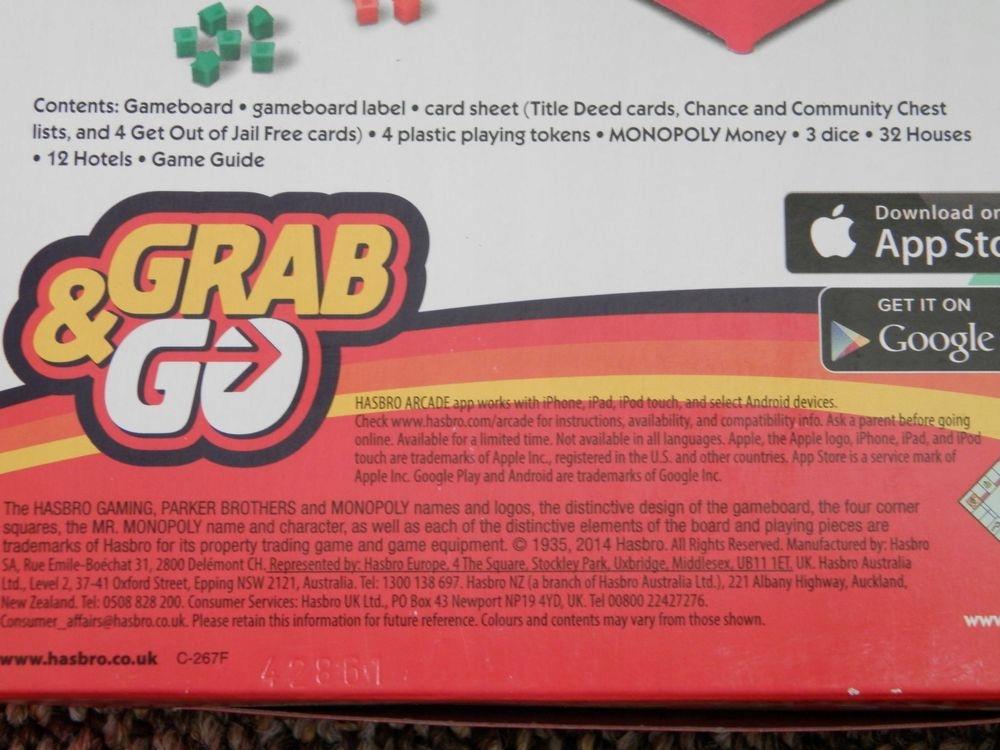 Contents: Gameboard • gameboard label • card sheet (Title Deed cards, Chance and Community Chest
lists, and 4 Get Out of Jail Free cards) • 4 plastic playing tokens • MONOPOLY Money • 3 dice • 32 Houses
• 12 Hotels • Game Guide
&GRAB
GO
Download on
App Sto
GET IT ON
Google
HASBRO ARCADE app works with iPhone, iPad, iPod touch, and select Android devices.
Check www.hasbro.com/arcade for instructions, availability, and compatibility info. Ask a parent before going
online. Available for a limited time. Not available in all languages. Apple, the Apple logo, iPhone, iPad, and iPod
touch are trademarks of Apple Inc., registered in the U.S. and other countries. App Store is a service mark of
Apple Inc. Google Play and Android are trademarks of Google Inc.
The HASBRO GAMING, PARKER BROTHERS and MONOPOLY names and logos, the distinctive design of the gameboard, the four corner
squares, the MR. MONOPOLY name and character, as well as each of the distinctive elements of the board and playing pieces are
trademarks of Hasbro for its property trading game and game equipment. © 1935, 2014 Hasbro. All Rights Reserved. Manufactured by: Hasbro
SA, Rue Emile-Boéchat 31, 2800 Delémont CH. Represented by: Hasbro Europe, 4 The Square, Stockley Park, Uxbridge, Middlesex, UB11 1ET. UK. Hasbro Australia
Ltd., Level 2, 37-41 Oxford Street, Epping NSW 2121, Australia. Tel: 1300 138 697. Hasbro NZ (a branch of Hasbro Australia Ltd.), 221 Albany Highway, Auckland,
New Zealand. Tel: 0508 828 200. Consumer Services: Hasbro UK Ltd., PO Box 43 Newport NP19 4YD, UK. Tel 00800 22427276.
Consumer_affairs@hasbro.co.uk. Please retain this information for future reference. Colours and contents may vary from those shown.
www
www.hasbro.co.uk C-267F
42861